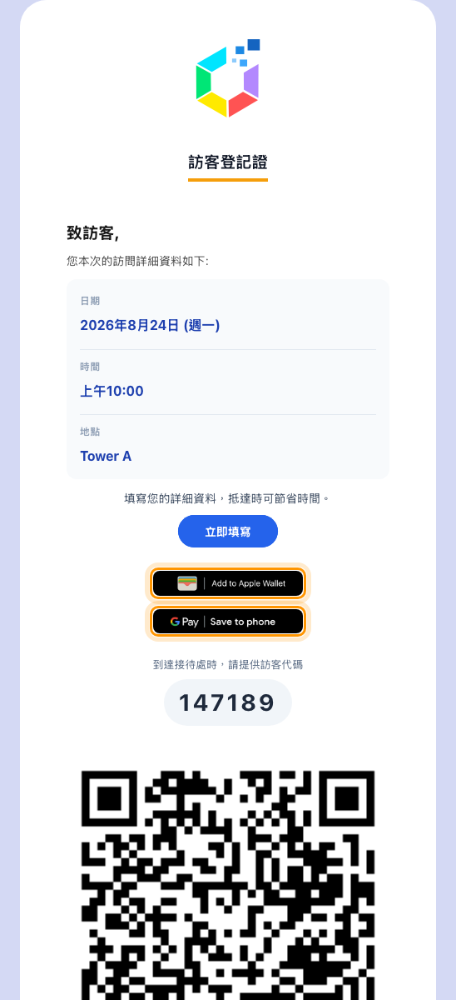 訪客登記證
致訪客,
您本次的訪問詳細資料如下:
日期
2026年8月24日 (週一)
時間
上午10:00
地點
Tower A
填寫您的詳細資料，抵達時可節省時間。
立即填寫
Add to Apple Wallet
G Pay | Save to phone
到達接待處時，請提供訪客代碼
147189